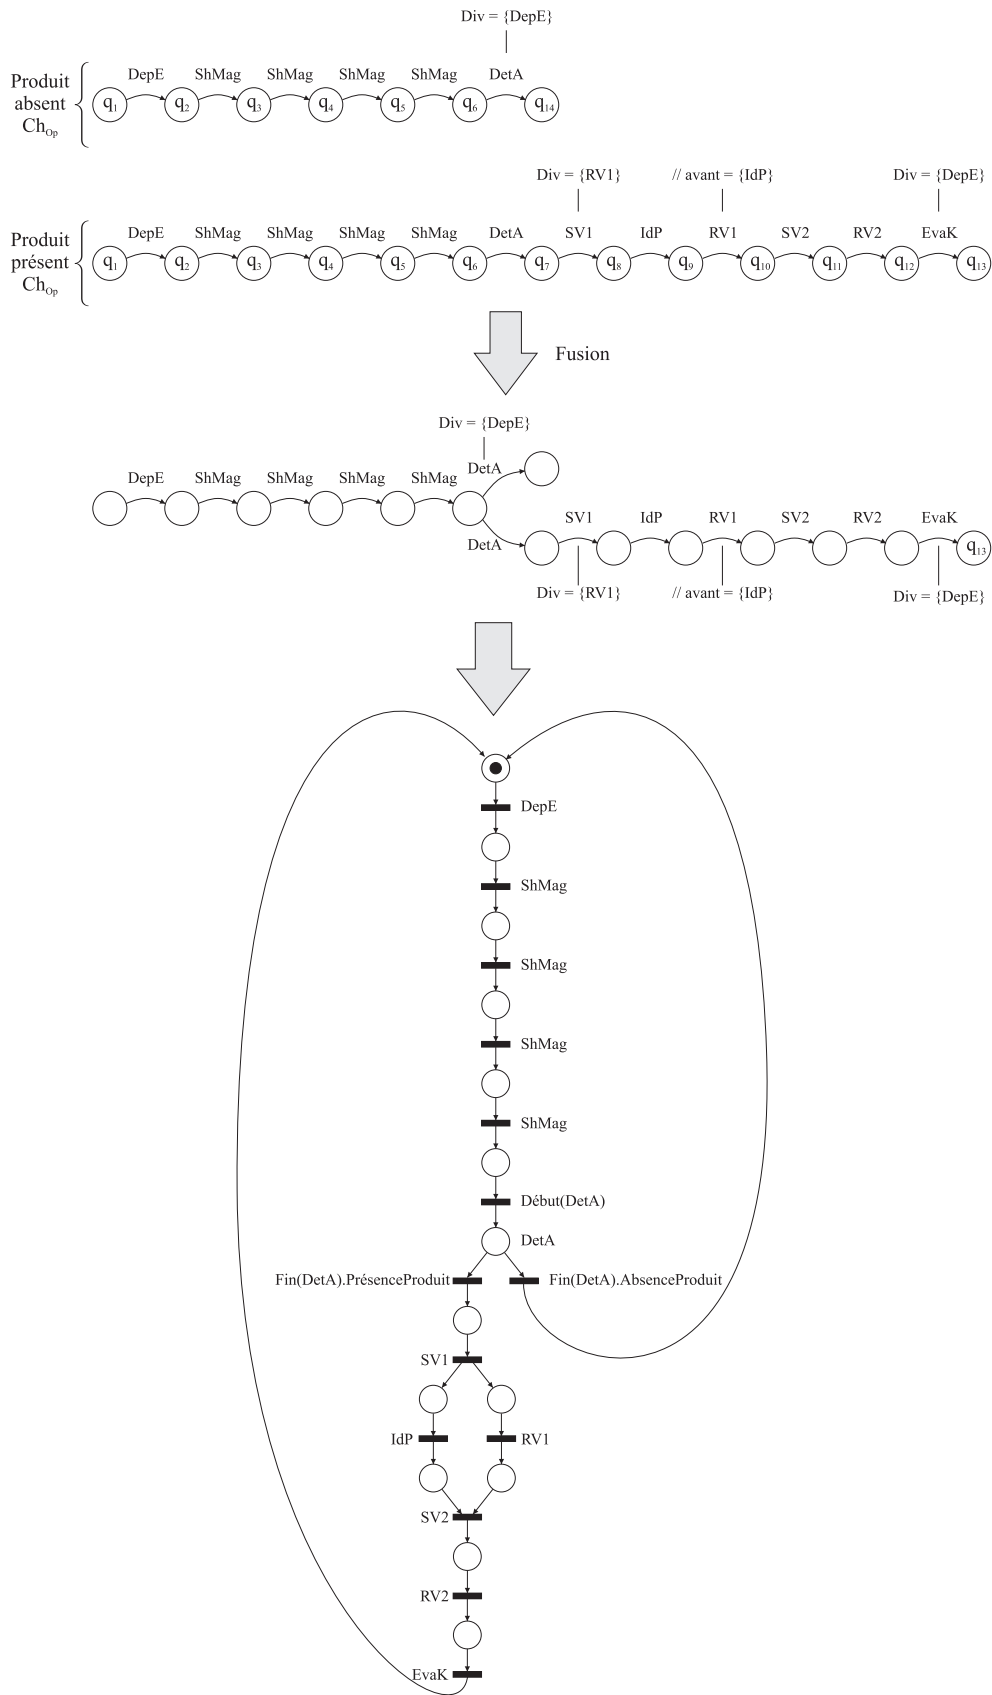 Div = {DepE}
Produit
absent
Ch_Op
DepE ShMag ShMag ShMag ShMag DetA
q1 q2 q3 q4 q5 q6 q14
Div = {RV1} // avant = {IdP} Div = {DepE}
Produit
présent
Ch_Op
DepE ShMag ShMag ShMag ShMag DetA SV1 IdP RV1 SV2 RV2 EvaK
q1 q2 q3 q4 q5 q6 q7 q8 q9 q10 q11 q12 q13
Fusion
Div = {DepE}
DetA
DepE ShMag ShMag ShMag ShMag
DetA
SV1 IdP RV1 SV2 RV2 EvaK
q13
Div = {RV1} // avant = {IdP} Div = {DepE}
DepE
ShMag
ShMag
ShMag
ShMag
Début(DetA)
DetA
Fin(DetA).PrésenceProduit Fin(DetA).AbsenceProduit
SV1
IdP RV1
SV2
RV2
EvaK